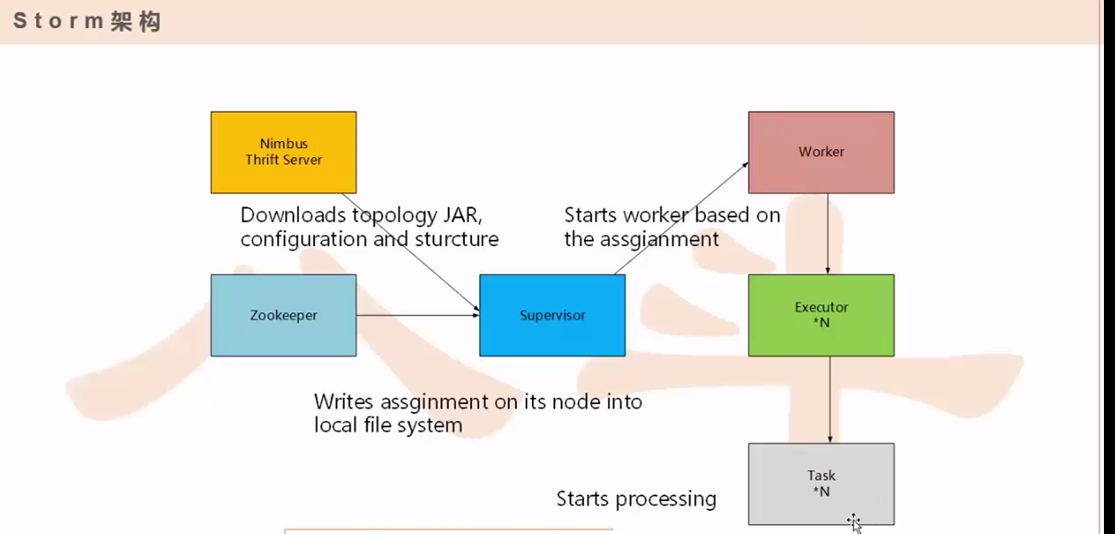 Storm架构
Nimbus
Thrift Server
Worker
Downloads topology JAR,
configuration and sturcture
Starts worker based on
the assgianment
Zookeeper
Supervisor
Executor
*N
Writes assginment on its node into
local file system
Task
*N
Starts processing
八斗